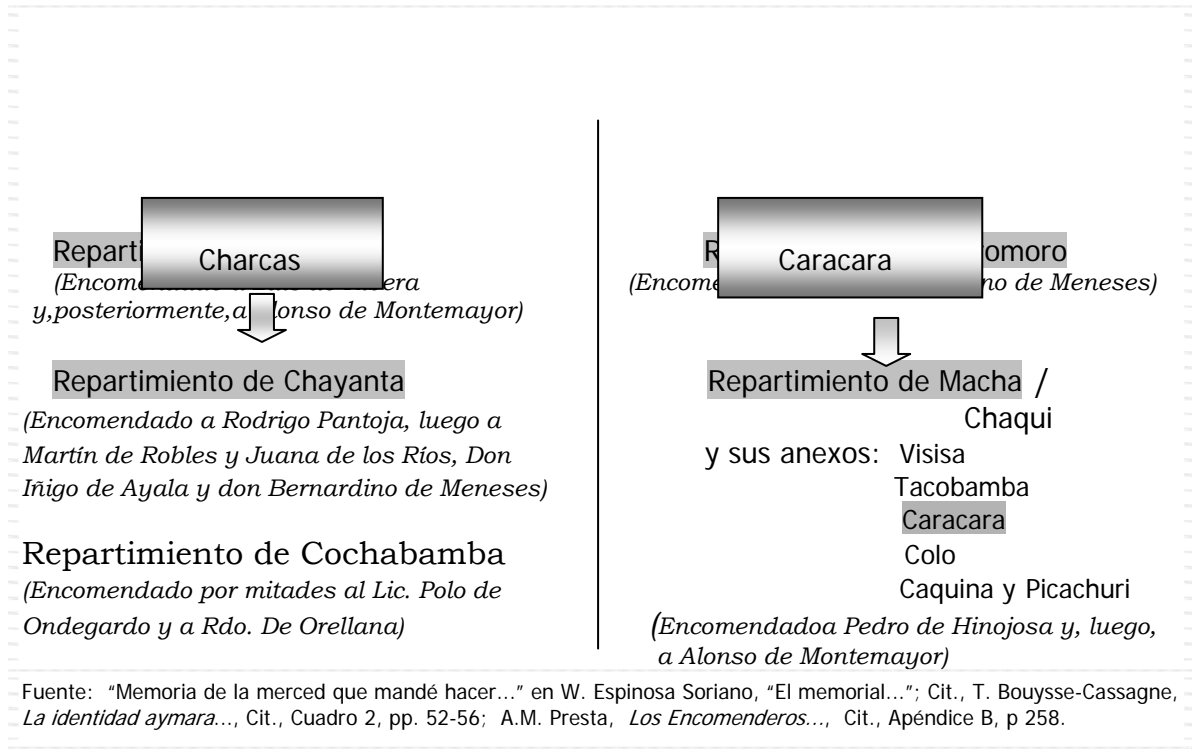 Charcas
Reparti
(Encom era
y,posteriormente,a lonso de Montemayor)
Repartimiento de Chayanta
(Encomendado a Rodrigo Pantoja, luego a
Martín de Robles y Juana de los Ríos, Don
Iñigo de Ayala y don Bernardino de Meneses)
Repartimiento de Cochabamba
(Encomendado por mitades al Lic. Polo de
Ondegardo y a Rdo. De Orellana)
Caracara
R omoro
(Encome no de Meneses)
Repartimiento de Macha /
Chaqui
y sus anexos: Visisa
Tacobamba
Caracara
Colo
Caquina y Picachuri
(Encomendadoa Pedro de Hinojosa y, luego,
a Alonso de Montemayor)
Fuente: “Memoria de la merced que mandé hacer...” en W. Espinosa Soriano, “El memorial...”; Cit., T. Bouysse-Cassagne,
La identidad aymara..., Cit., Cuadro 2, pp. 52-56; A.M. Presta, Los Encomenderos..., Cit., Apéndice B, p 258.